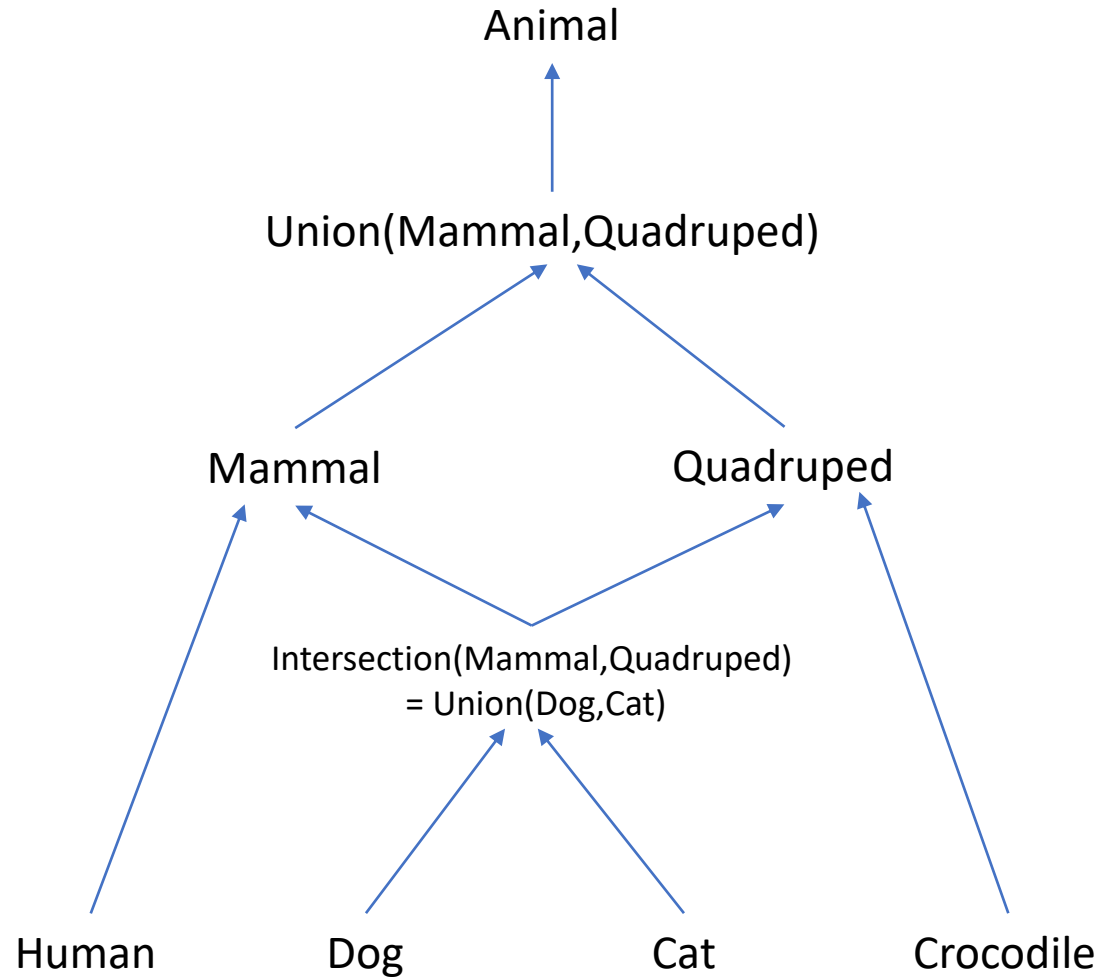 Animal
Union(Mammal,Quadruped)
Mammal
Quadruped
Intersection(Mammal,Quadruped)
= Union(Dog,Cat)
Human
Dog
Cat
Crocodile